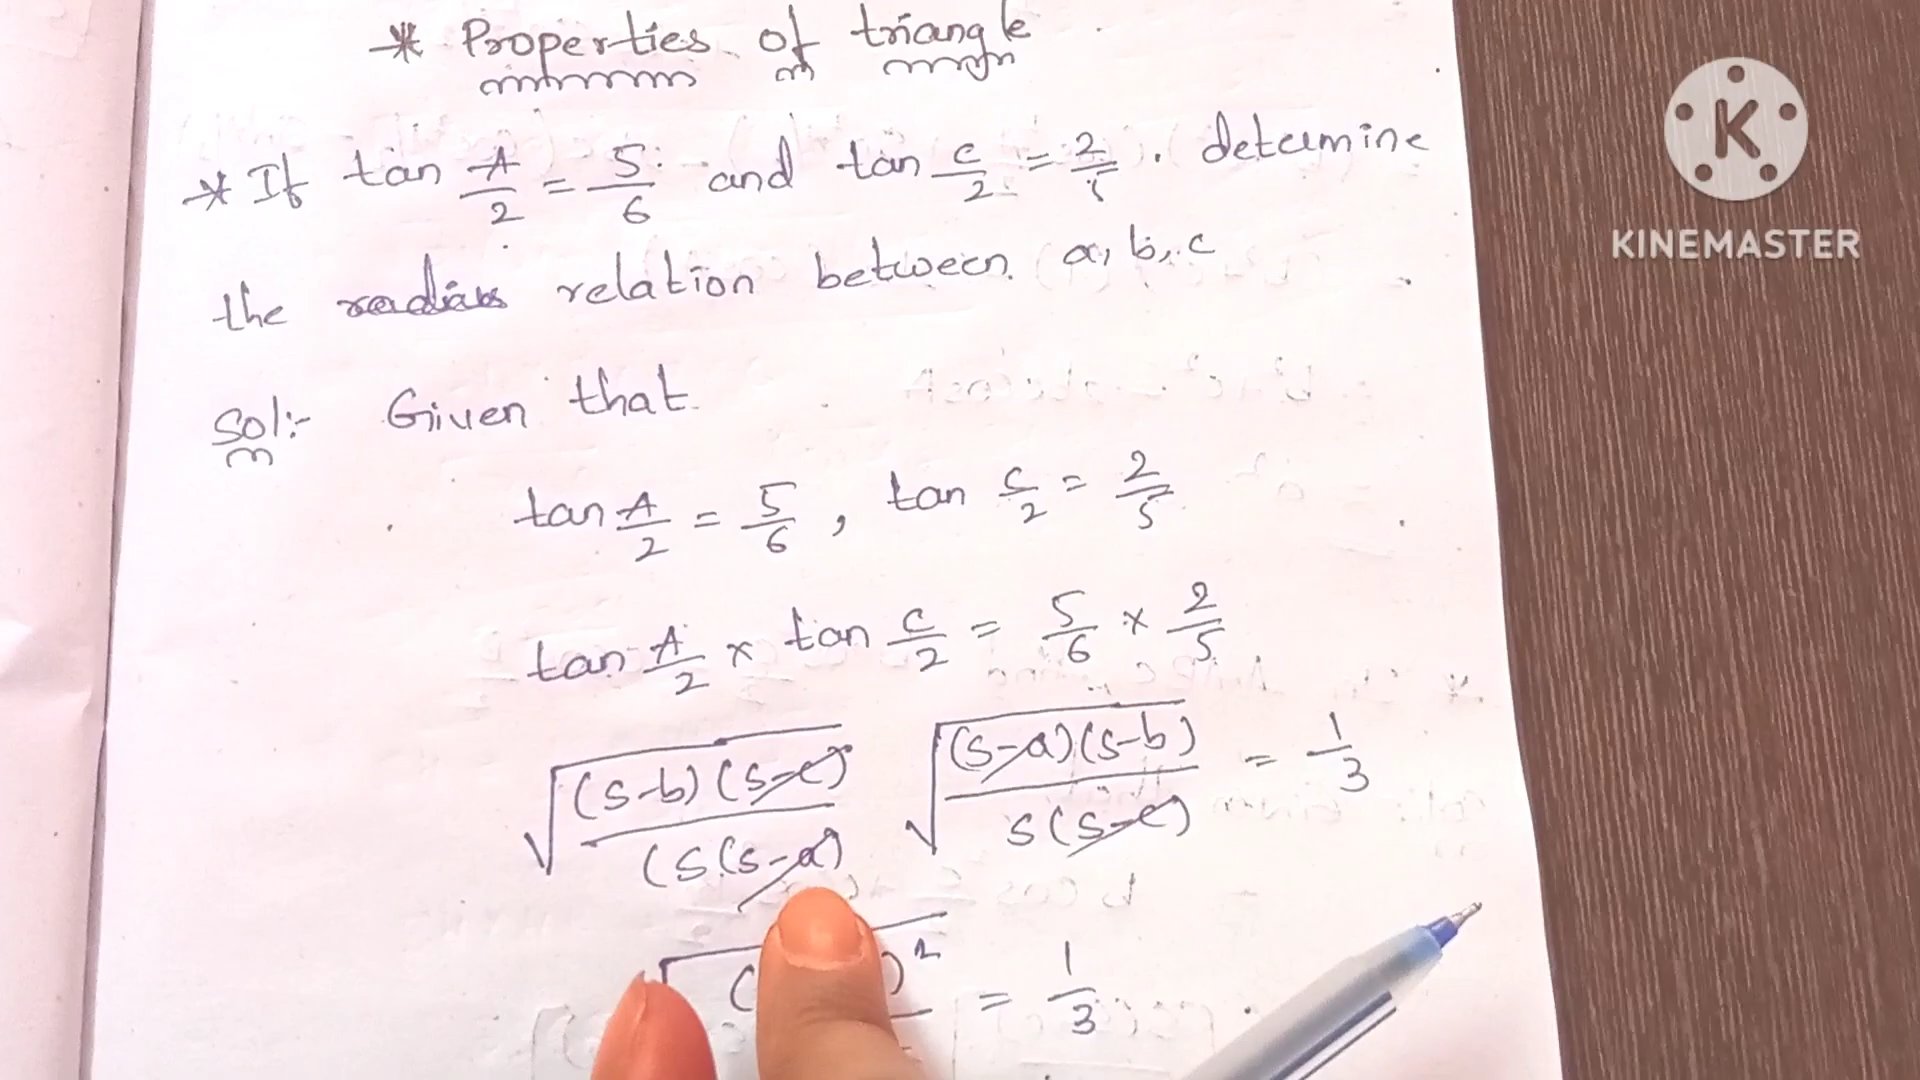 * Properties of triangle
* If tan A/2 = 5/6 and tan C/2 = 2/5 . determine
the relation between a, b, c
Sol:- Given that
tan A/2 = 5/6 , tan C/2 = 2/5
tan A/2 × tan C/2 = 5/6 × 2/5
√((s-b)(s-c)/(s(s-a)) √((s-a)(s-b)/s(s-c)) = 1/3
( )² = 1/3
K
KINEMASTER